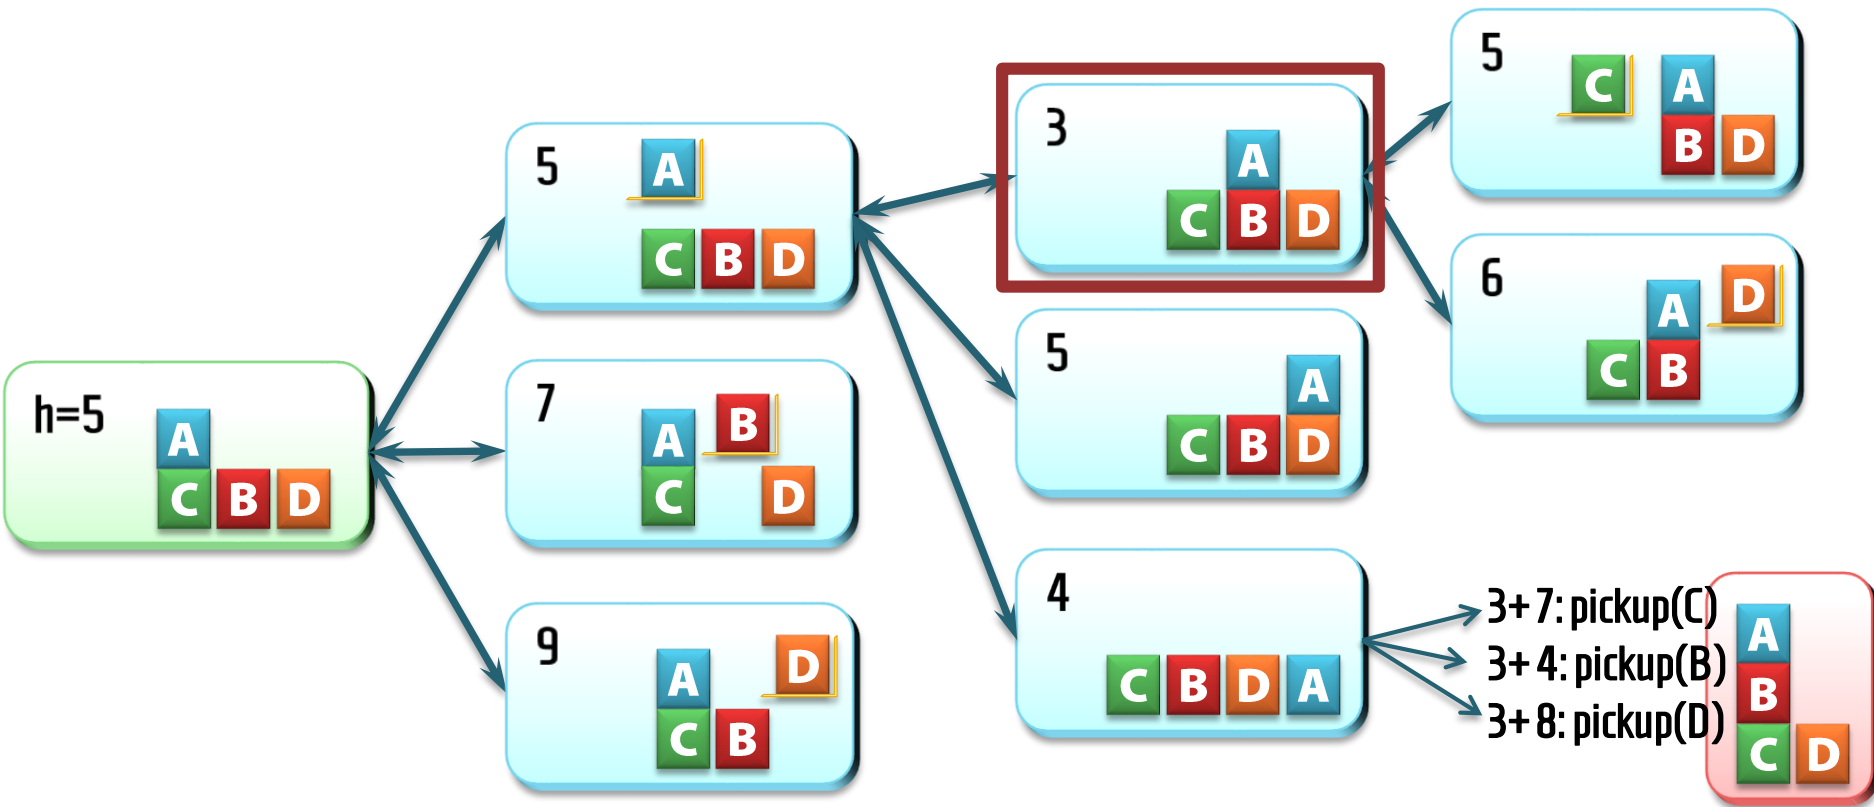 h=5
A
C B D
5
A
C B D
7
B
A
C D
9
D
A
C B
3
A
C B D
5
A
C B D
4
C B D A
5
C A
B D
6
D
A
C B
3+7: pickup(C)
3+4: pickup(B)
3+8: pickup(D)
A
B
C D